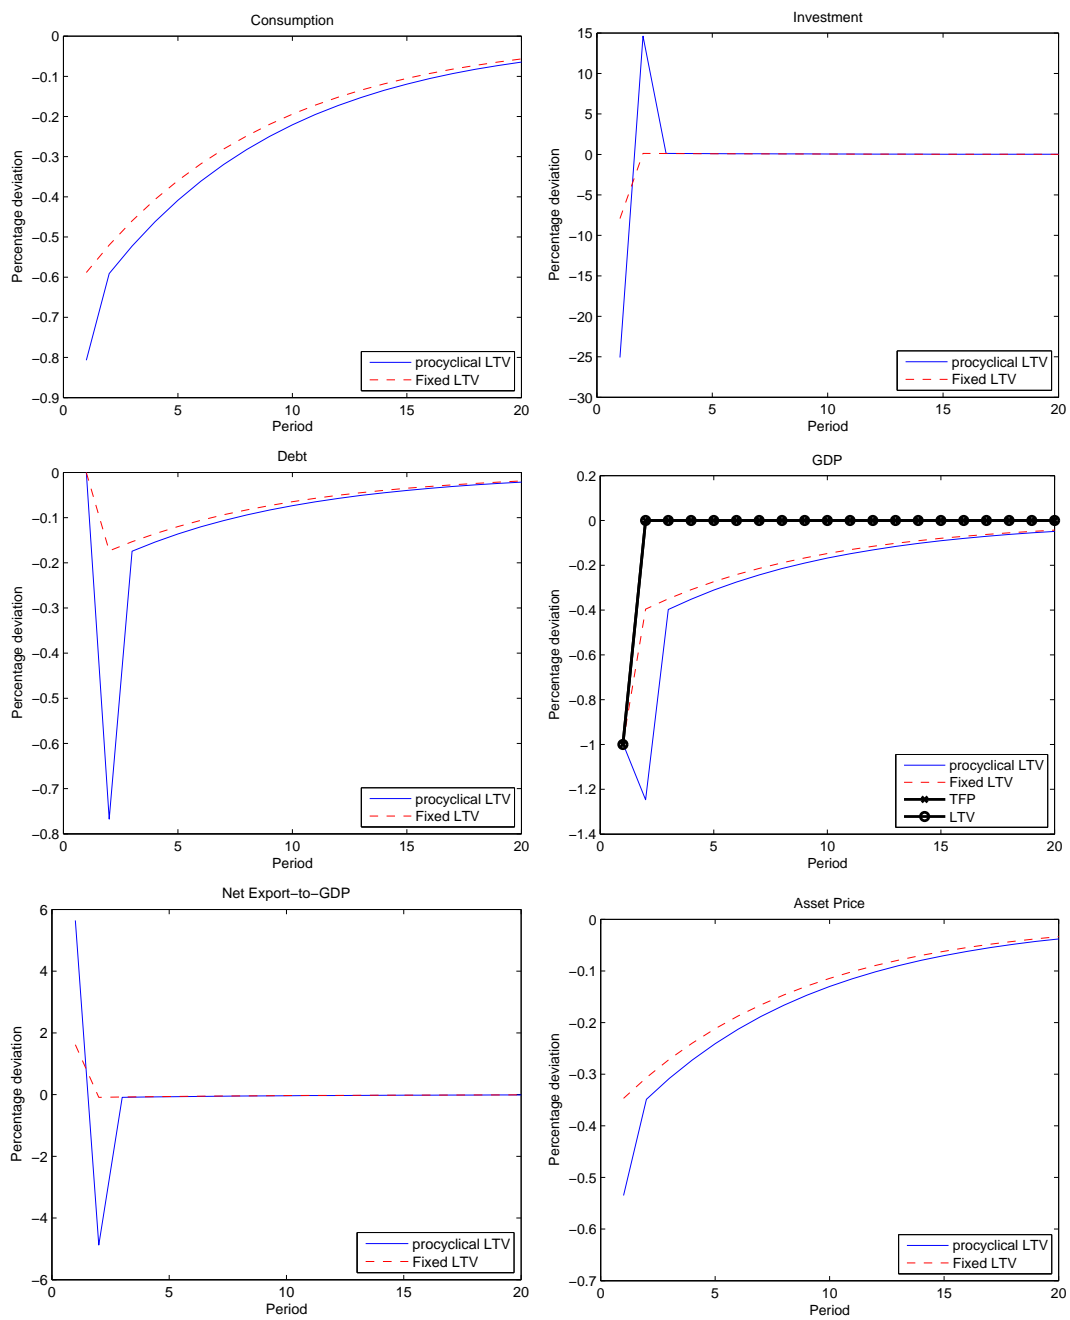 Consumption
Percentage deviation
0
−0.1
−0.2
−0.3
−0.4
−0.5
−0.6
−0.7
−0.8
−0.9
0 5 10 15 20
Period
procyclical LTV
Fixed LTV
Investment
Percentage deviation
15
10
5
0
−5
−10
−15
−20
−25
−30
0 5 10 15 20
Period
procyclical LTV
Fixed LTV
Debt
Percentage deviation
0
−0.1
−0.2
−0.3
−0.4
−0.5
−0.6
−0.7
−0.8
0 5 10 15 20
Period
procyclical LTV
Fixed LTV
GDP
Percentage deviation
0.2
0
−0.2
−0.4
−0.6
−0.8
−1
−1.2
−1.4
0 5 10 15 20
Period
procyclical LTV
Fixed LTV
TFP
LTV
Net Export−to−GDP
Percentage deviation
6
4
2
0
−2
−4
−6
0 5 10 15 20
Period
procyclical LTV
Fixed LTV
Asset Price
Percentage deviation
0
−0.1
−0.2
−0.3
−0.4
−0.5
−0.6
−0.7
0 5 10 15 20
Period
procyclical LTV
Fixed LTV